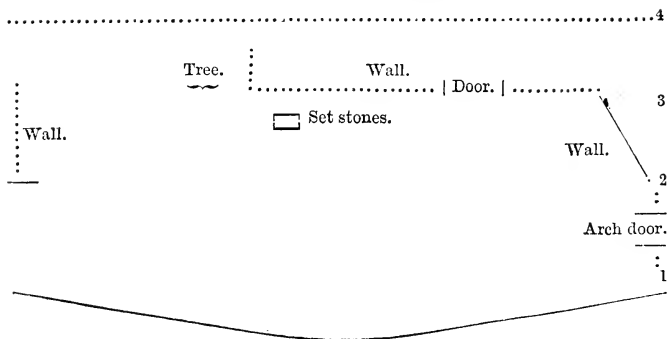 4
Tree.
Wall.
| Door. |
3
Set stones.
Wall.
Wall.
2
Arch door.
1